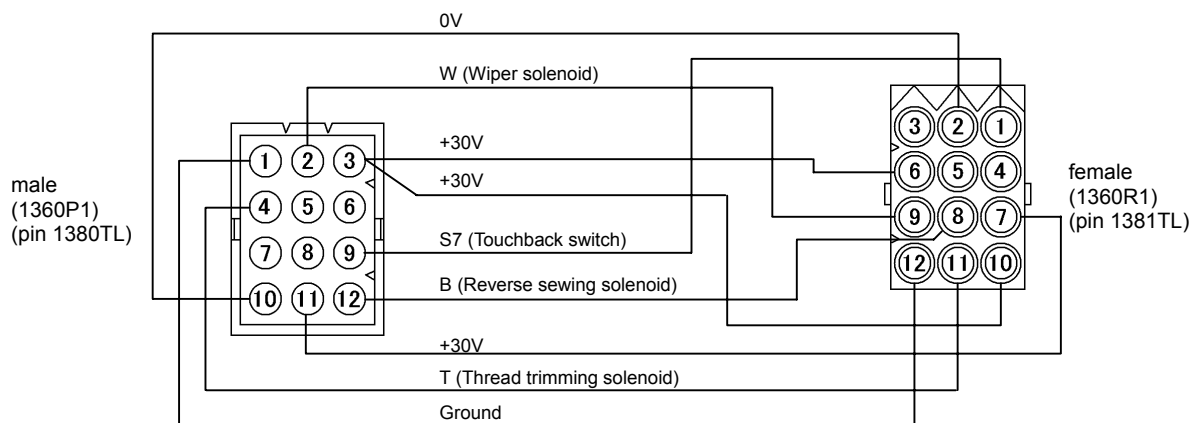 0V
W (Wiper solenoid)
+30V
+30V
S7 (Touchback switch)
B (Reverse sewing solenoid)
+30V
T (Thread trimming solenoid)
Ground
male
(1360P1)
(pin 1380TL)
1 2 3
4 5 6
7 8 9
10 11 12
3 2 1
6 5 4
9 8 7
12 11 10
female
(1360R1)
(pin 1381TL)